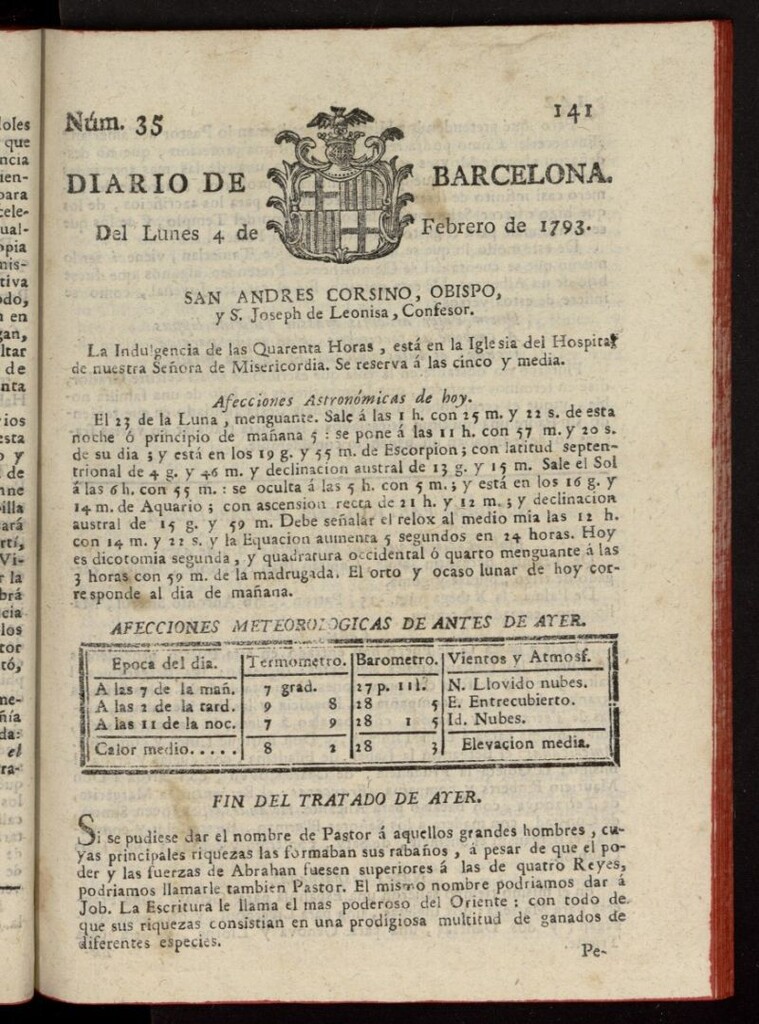 Núm. 35
141
DIARIO DE BARCELONA.
Del Lunes 4 de Febrero de 1793.
SAN ANDRES CORSINO, OBISPO,
y S. Joseph de Leonisa, Confesor.
La Indulgencia de las Quarenta Horas, está en la Iglesia del Hospital
de nuestra Señora de Misericordia. Se reserva á las cinco y media.
Afecciones Astronómicas de hoy.
El 23 de la Luna, menguante. Sale á las 1 h. con 25 m. y 22 s. de esta
noche ó principio de mañana 5: se pone á las 11 h. con 57 m. y 20 s.
de su dia; y está en los 19 g. y 55 m. de Escorpion; con latitud septen-
trional de 4 g. y 46 m. y declinacion austral de 13 g. y 15 m. Sale el Sol
á las 6 h. con 55 m.: se oculta á las 5 h. con 5 m.; y está en los 16 g. y
14 m. de Aquario; con ascension recta de 21 h. y 12 m.; y declinacion
austral de 15 g. y 59 m. Debe señalar el relox al medio mia las 12 h.
con 14 m. y 22 s. y la Equacion aumenta 5 segundos en 24 horas. Hoy
es dicotomia segunda, y quadratura occidental ó quarto menguante á las
3 horas con 59 m. de la madrugada. El orto y ocaso lunar de hoy cor-
responde al dia de mañana.
AFECCIONES METEOROLOGICAS DE ANTES DE AYER.
Epoca del dia. Termometro. Barometro. Vientos y Atmosf.
A las 7 de la mañ. 7 grad. 27 p. 11 l. N. Llovido nubes.
A las 2 de la tard. 9 8 28 5 E. Entrecubierto.
A las 11 de la noc. 7 9 28 1 5 Id. Nubes.
Calor medio..... 8 2 28 3 Elevacion media.
FIN DEL TRATADO DE AYER.
Si se pudiese dar el nombre de Pastor á aquellos grandes hombres, cu-
yas principales riquezas las formaban sus rabaños, á pesar de que el po-
der y las fuerzas de Abrahan fuesen superiores á las de quatro Reyes,
podriamos llamarle tambien Pastor. El mismo nombre podriamos dar á
Job. La Escritura le llama el mas poderoso del Oriente: con todo de
que sus riquezas consistian en una prodigiosa multitud de ganados de
diferentes especies.
Pe-